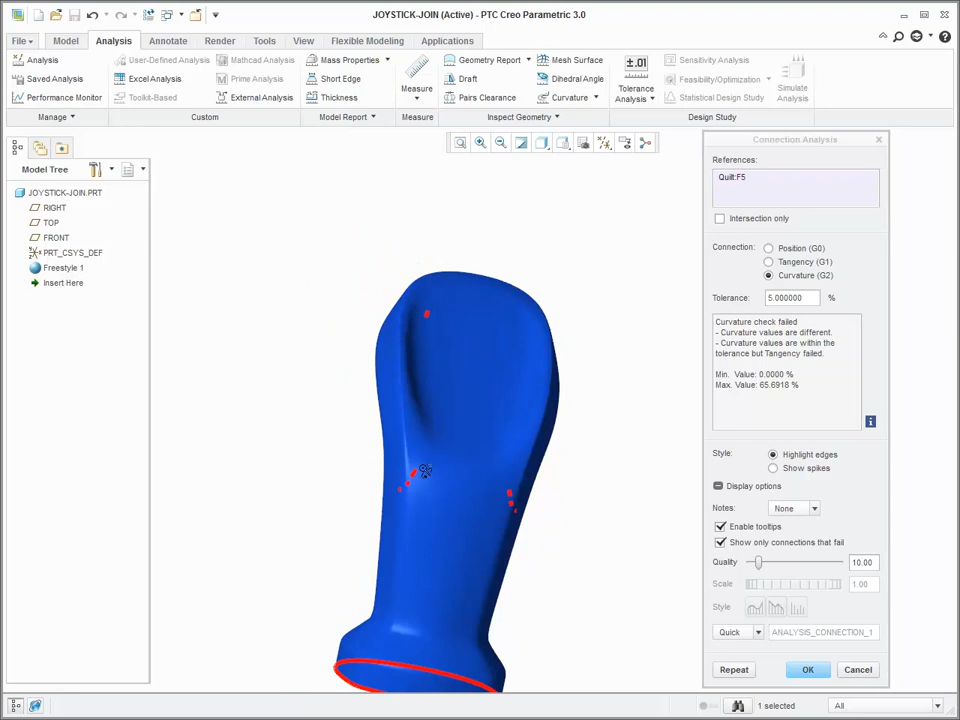 JOYSTICK-JOIN (Active) - PTC Creo Parametric 3.0
File Model Analysis Annotate Render Tools View Flexible Modeling Applications
Analysis User-Defined Analysis Mathcad Analysis Mass Properties Geometry Report Mesh Surface Sensitivity Analysis
Saved Analysis Excel Analysis Prime Analysis Short Edge Draft Dihedral Angle Feasibility/Optimization
Performance Monitor Toolkit-Based External Analysis Thickness Pairs Clearance Curvature Statistical Design Study
Measure
±.01
Tolerance Analysis
Simulate Analysis
Manage Custom Model Report Measure Inspect Geometry Design Study
Model Tree
JOYSTICK-JOIN.PRT
RIGHT
TOP
FRONT
PRT_CSYS_DEF
Freestyle 1
Insert Here
Connection Analysis
References:
Quilt:F5
Intersection only
Connection: Position (G0)
Tangency (G1)
Curvature (G2)
Tolerance: 5.000000 %
Curvature check failed
- Curvature values are different.
- Curvature values are within the
tolerance but Tangency failed.
Min. Value: 0.0000 %
Max. Value: 65.6918 %
Style: Highlight edges
Show spikes
Display options
Notes: None
Enable tooltips
Show only connections that fail
Quality 10.00
Scale 1.00
Style
Quick ANALYSIS_CONNECTION_1
Repeat OK Cancel
1 selected All